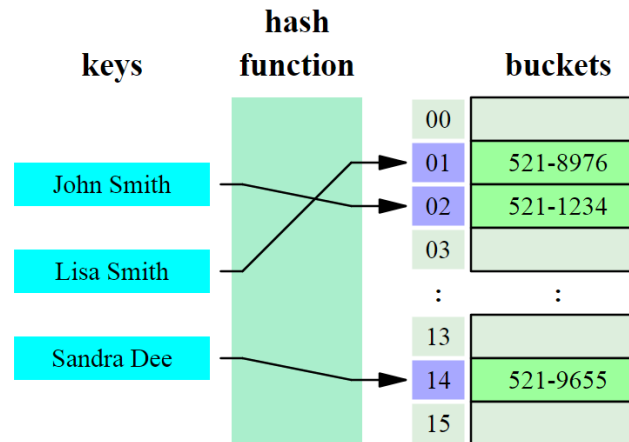 hash
keys function buckets
00
01 521-8976
John Smith
02 521-1234
03
Lisa Smith
: :
13
Sandra Dee
14 521-9655
15